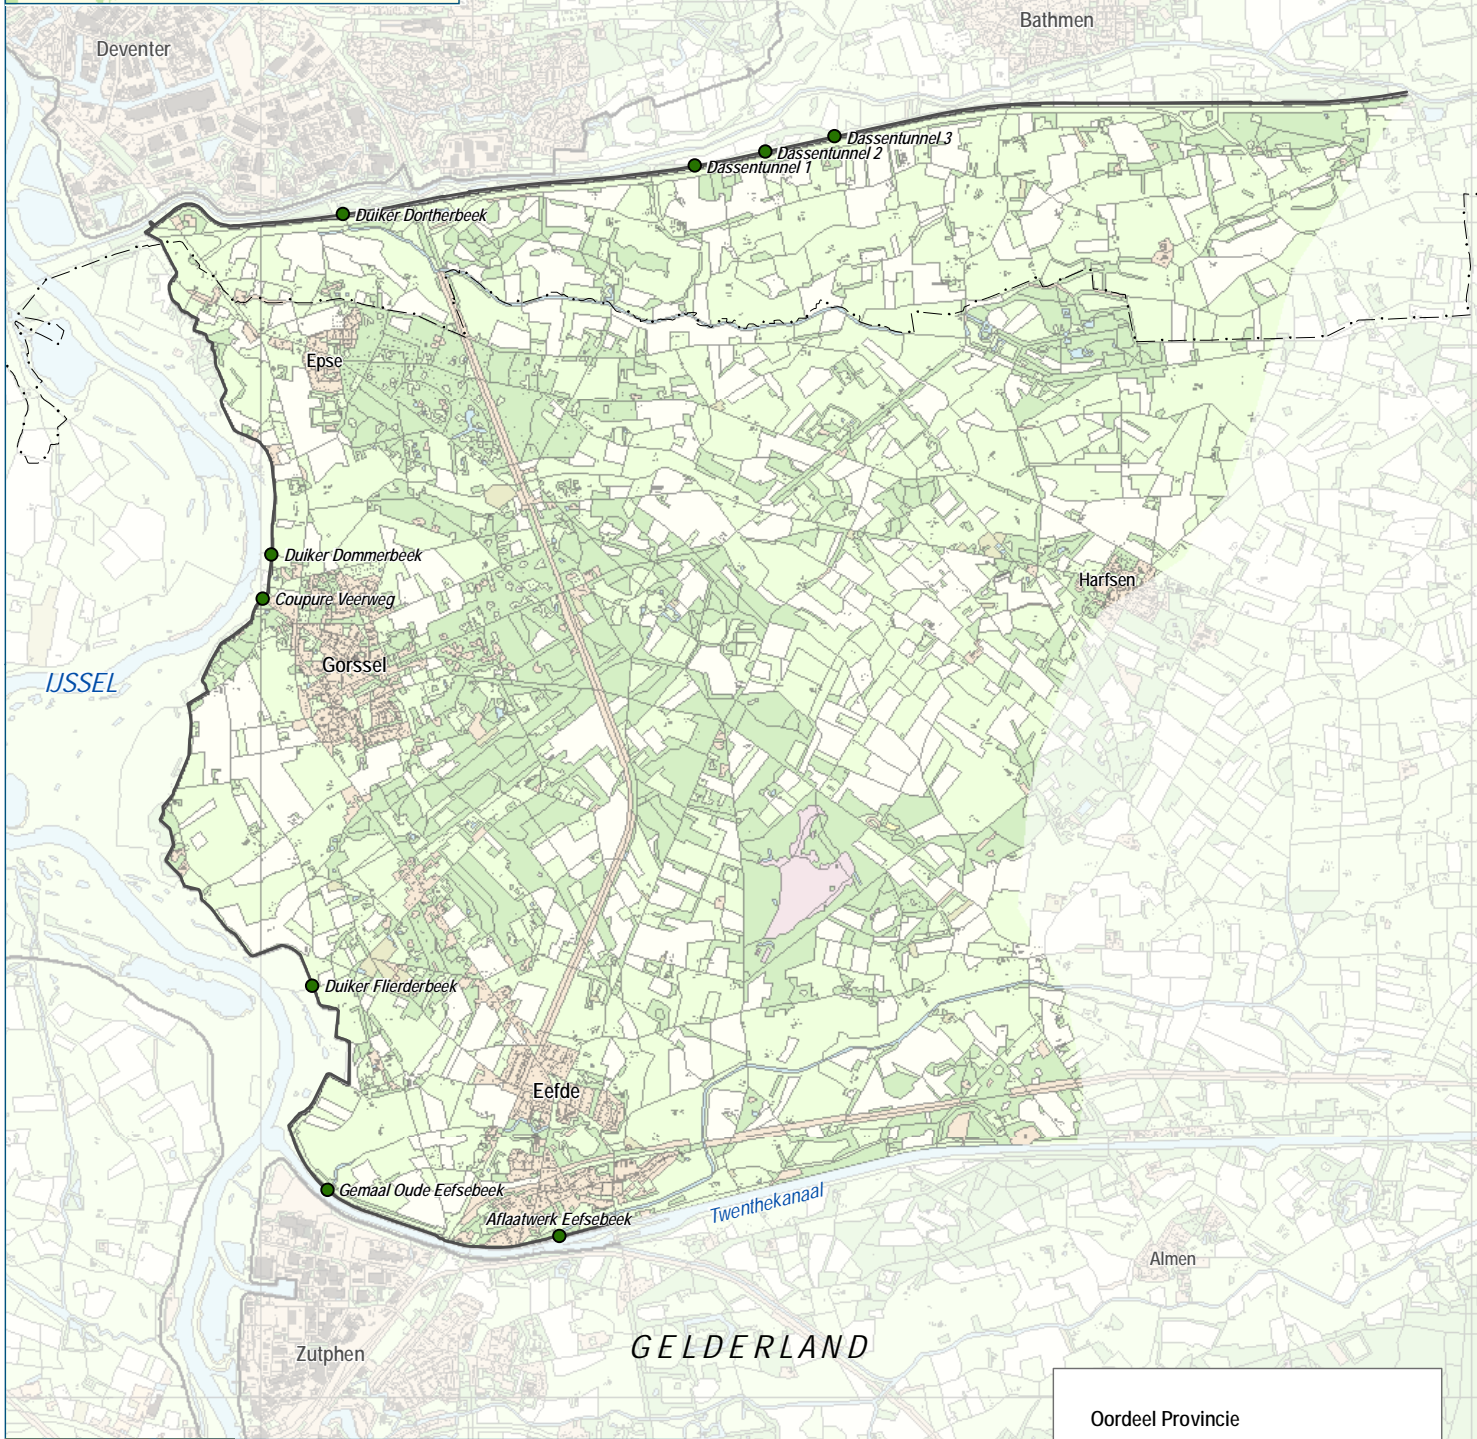 Bathmen
Deventer
Dassentunnel 3
Dassentunnel 2
Dassentunnel 1
Duiker Dortherbeek
Epse
Duiker Dommerbeek
Harfsen
Coupure Veerweg
Gorssel
IJSSEL
Duiker Flierderbeek
Eefde
Gemaal Oude Eefsebeek
Twenthekanaal
Aflaatwerk Eefsebeek
Almen
GELDERLAND
Zutphen
Oordeel Provincie